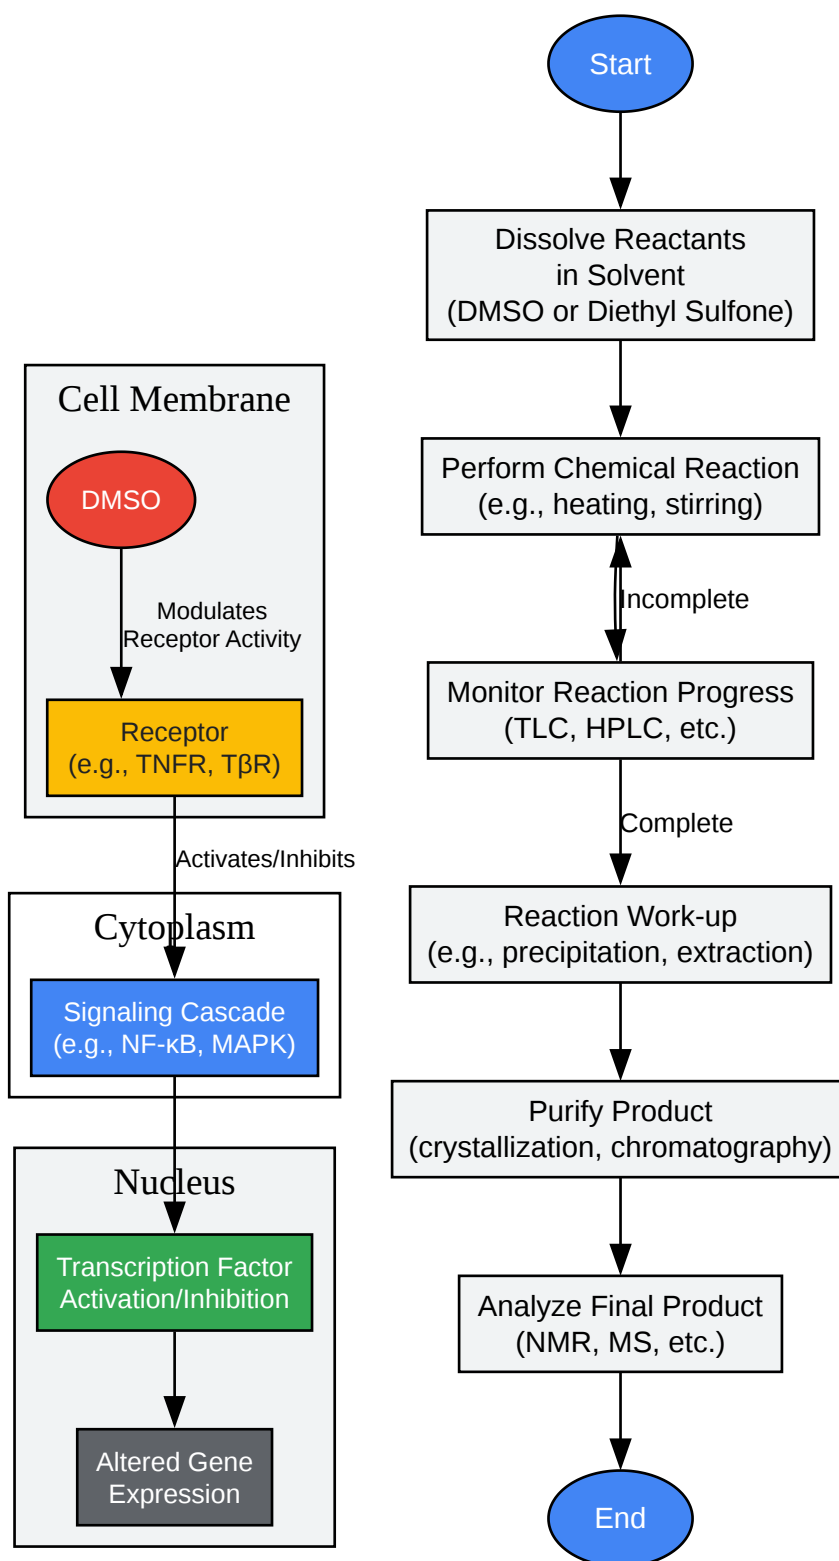 Cell Membrane
DMSO
Modulates
Receptor Activity
Receptor
(e.g., TNFR, TβR)
Activates/Inhibits
Cytoplasm
Signaling Cascade
(e.g., NF-κB, MAPK)
Nucleus
Transcription Factor
Activation/Inhibition
Altered Gene
Expression
Start
Dissolve Reactants
in Solvent
(DMSO or Diethyl Sulfone)
Perform Chemical Reaction
(e.g., heating, stirring)
Incomplete
Monitor Reaction Progress
(TLC, HPLC, etc.)
Complete
Reaction Work-up
(e.g., precipitation, extraction)
Purify Product
(crystallization, chromatography)
Analyze Final Product
(NMR, MS, etc.)
End